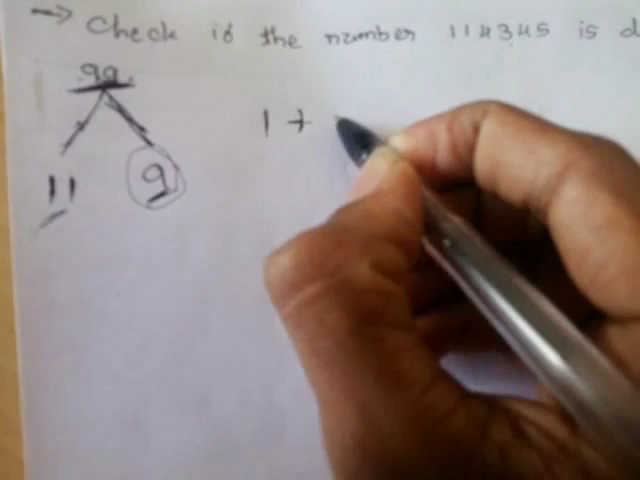 → Check if the number 114345 is d
99
1 +
11 9